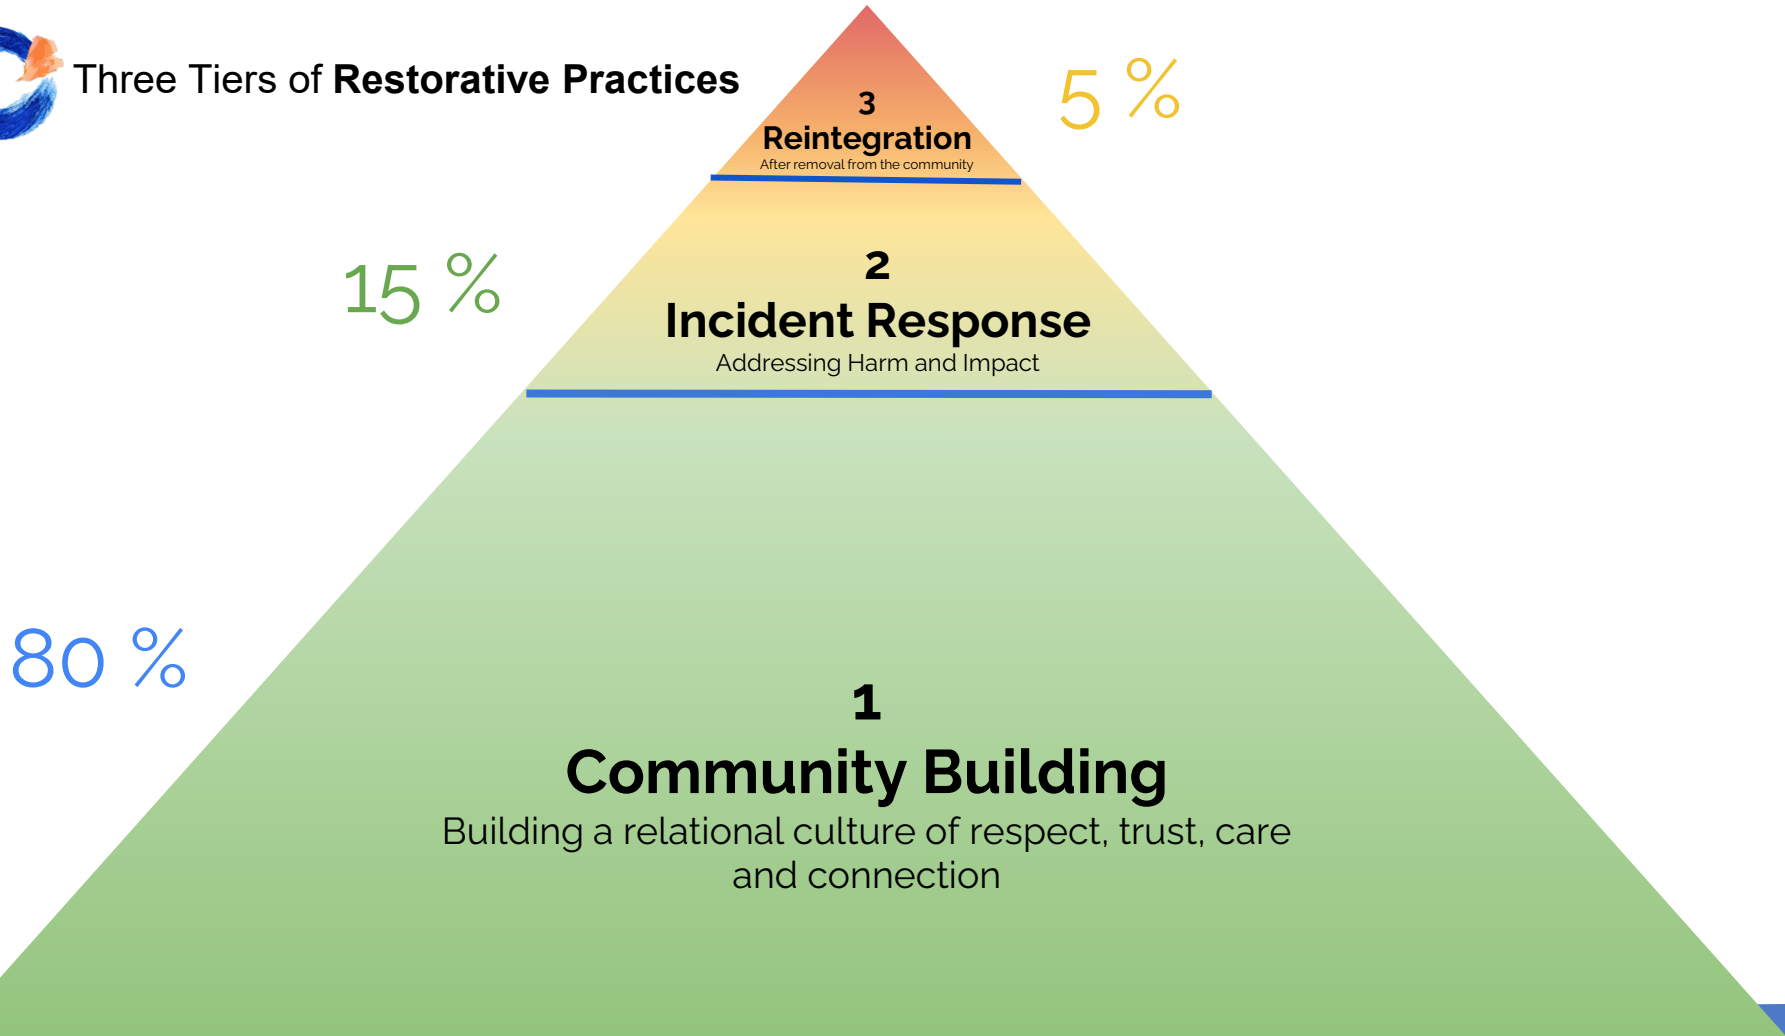 Three Tiers of Restorative Practices
5 %
3
Reintegration
After removal from the community
15 %
2
Incident Response
Addressing Harm and Impact
80 %
1
Community Building
Building a relational culture of respect, trust, care
and connection